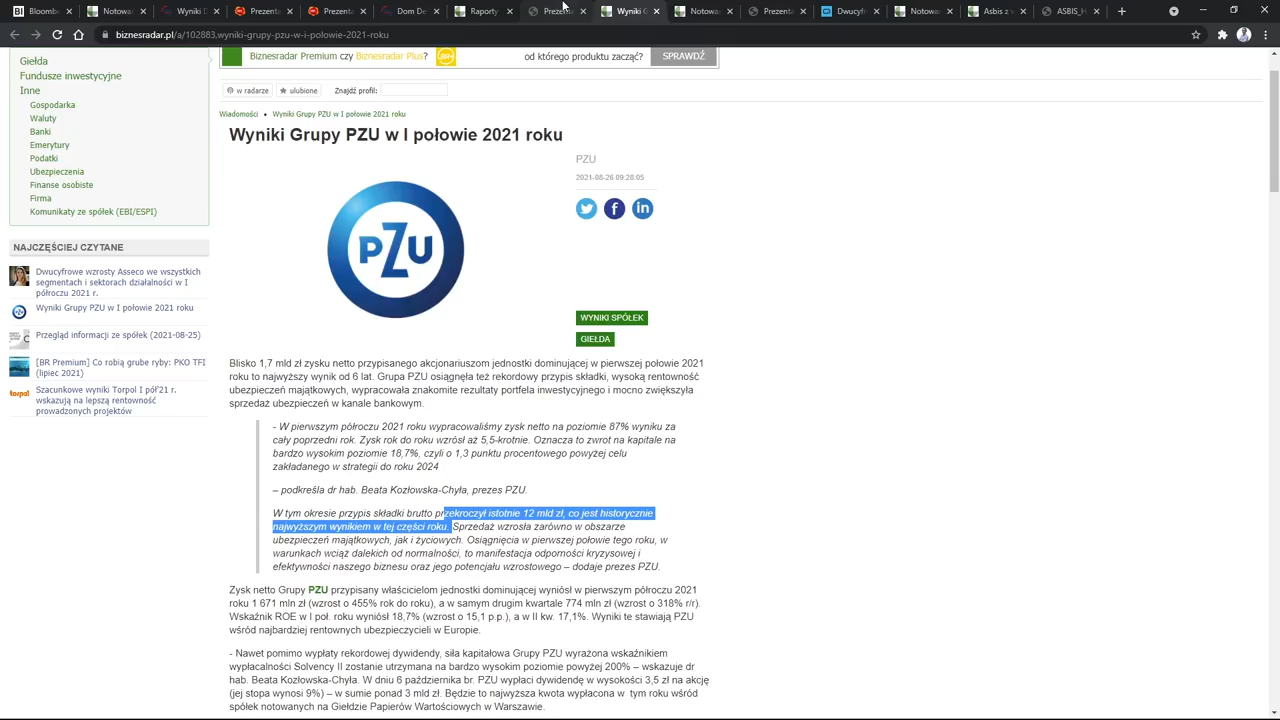 Dwucyfro
Wyniki D
Notowan
Notowan
Notowan
Raporty
Przejdź
Wyniki
Notowa
Przejdź
Dwucyf
Notowa
Asbis :
ASBIS_H
biznesradar.pl/a/102883,wyniki-grupy-pzu-w-i-polowie-2021-roku
Giełda
Fundusze inwestycyjne
Inne
Gospodarka
Waluty
Banki
Emerytury
Podatki
Ubezpieczenia
Finanse osobiste
Firma
Komunikaty ze spółek (EBI/ESPI)
NAJCZĘŚCIEJ CZYTANE
Dwucyfrowe wzrosty Asseco we wszystkich
segmentach i sektorach działalności w I
półroczu 2021 r.
Wyniki Grupy PZU w I połowie 2021 roku
Przegląd informacji ze spółek (2021-08-25)
[BR Premium] Co robią grube ryby: PKO TFI
(lipiec 2021)
torpol
Szacunkowe wyniki Torpol I pół'21 r.
wskazują na lepszą rentowność
prowadzonych projektów
Biznesradar Premium czy Biznesradar Plus?
od którego produktu zacząć?
SPRAWDŹ
w radarze
ulubione
Znajdź profil:
Wiadomości • Wyniki Grupy PZU w I połowie 2021 roku
Wyniki Grupy PZU w I połowie 2021 roku
PZU
PZU
2021-08-26 09:28:05
WYNIKI SPÓŁEK
GIEŁDA
Blisko 1,7 mld zł zysku netto przypisanego akcjonariuszom jednostki dominującej w pierwszej połowie 2021
roku to najwyższy wynik od 6 lat. Grupa PZU osiągnęła też rekordowy przypis składki, wysoką rentowność
ubezpieczeń majątkowych, wypracowała znakomite rezultaty portfela inwestycyjnego i mocno zwiększyła
sprzedaż ubezpieczeń w kanale bankowym.
- W pierwszym półroczu 2021 roku wypracowaliśmy zysk netto na poziomie 87% wyniku za
cały poprzedni rok. Zysk rok do roku wzrósł aż 5,5-krotnie. Oznacza to zwrot na kapitale na
bardzo wysokim poziomie 18,7%, czyli o 1,3 punktu procentowego powyżej celu
zakładanego w strategii do roku 2024
– podkreśla dr hab. Beata Kozłowska-Chyła, prezes PZU.
W tym okresie przypis składki brutto przekroczył istotnie 12 mld zł, co jest historycznie
najwyższym wynikiem w tej części roku. Sprzedaż wzrosła zarówno w obszarze
ubezpieczeń majątkowych, jak i życiowych. Osiągnięcia w pierwszej połowie tego roku, w
warunkach wciąż dalekich od normalności, to manifestacja odporności kryzysowej i
efektywności naszego biznesu oraz jego potencjału wzrostowego – dodaje prezes PZU.
Zysk netto Grupy PZU przypisany właścicielom jednostki dominującej wyniósł w pierwszym półroczu 2021
roku 1 671 mln zł (wzrost o 455% rok do roku), a w samym drugim kwartale 774 mln zł (wzrost o 318% r/r).
Wskaźnik ROE w I poł. roku wyniósł 18,7% (wzrost o 15,1 p.p.), a w II kw. 17,1%. Wyniki te stawiają PZU
wśród najbardziej rentownych ubezpieczycieli w Europie.
- Nawet pomimo wypłaty rekordowej dywidendy, siła kapitałowa Grupy PZU wyrażona wskaźnikiem
wypłacalności Solvency II zostanie utrzymana na bardzo wysokim poziomie powyżej 200% – wskazuje dr
hab. Beata Kozłowska-Chyła. W dniu 6 października br. PZU wypłaci dywidendę w wysokości 3,5 zł na akcję
(jej stopa wynosi 9%) – w sumie ponad 3 mld zł. Będzie to najwyższa kwota wypłacona w tym roku wśród
spółek notowanych na Giełdzie Papierów Wartościowych w Warszawie.